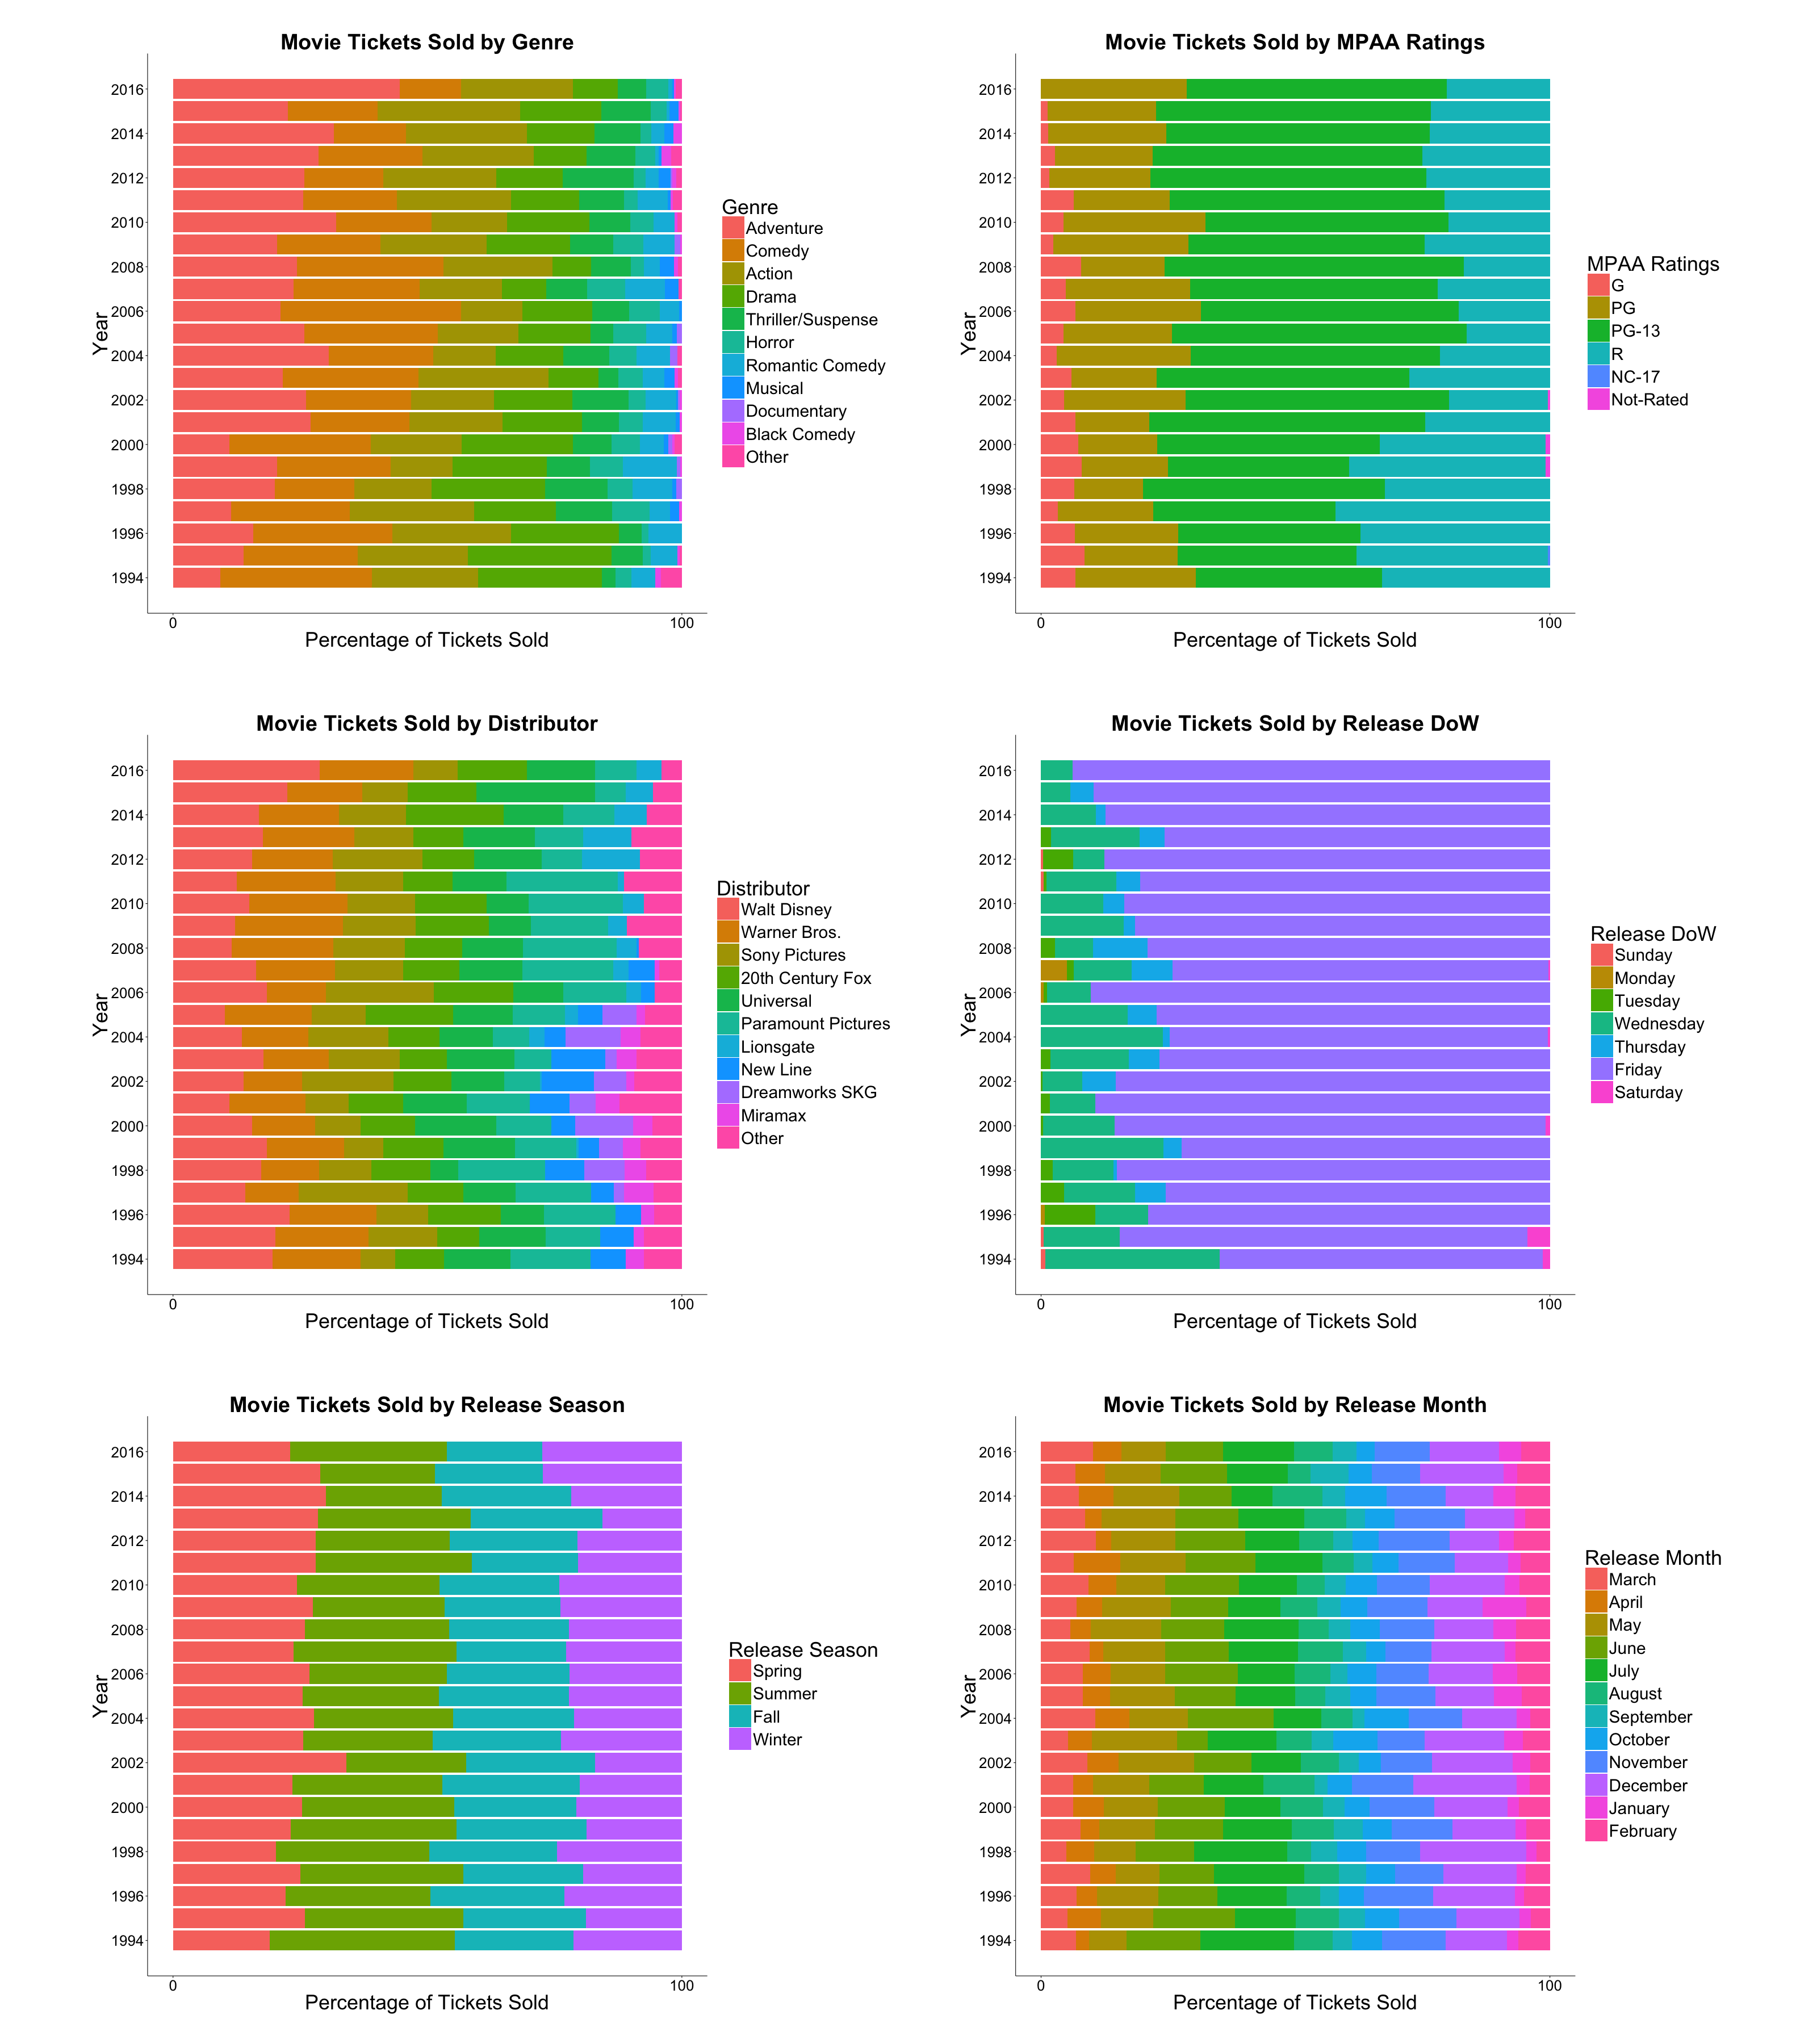 Movie Tickets Sold by Genre
Year
2016
2014
2012
2010
2008
2006
2004
2002
2000
1998
1996
1994
0
100
Percentage of Tickets Sold
Genre
Adventure
Comedy
Action
Drama
Thriller/Suspense
Horror
Romantic Comedy
Musical
Documentary
Black Comedy
Other
Movie Tickets Sold by MPAA Ratings
Year
2016
2014
2012
2010
2008
2006
2004
2002
2000
1998
1996
1994
0
100
Percentage of Tickets Sold
MPAA Ratings
G
PG
PG-13
R
NC-17
Not-Rated
Movie Tickets Sold by Distributor
Year
2016
2014
2012
2010
2008
2006
2004
2002
2000
1998
1996
1994
0
100
Percentage of Tickets Sold
Distributor
Walt Disney
Warner Bros.
Sony Pictures
20th Century Fox
Universal
Paramount Pictures
Lionsgate
New Line
Dreamworks SKG
Miramax
Other
Movie Tickets Sold by Release DoW
Year
2016
2014
2012
2010
2008
2006
2004
2002
2000
1998
1996
1994
0
100
Percentage of Tickets Sold
Release DoW
Sunday
Monday
Tuesday
Wednesday
Thursday
Friday
Saturday
Movie Tickets Sold by Release Season
Year
2016
2014
2012
2010
2008
2006
2004
2002
2000
1998
1996
1994
0
100
Percentage of Tickets Sold
Release Season
Spring
Summer
Fall
Winter
Movie Tickets Sold by Release Month
Year
2016
2014
2012
2010
2008
2006
2004
2002
2000
1998
1996
1994
0
100
Percentage of Tickets Sold
Release Month
March
April
May
June
July
August
September
October
November
December
January
February